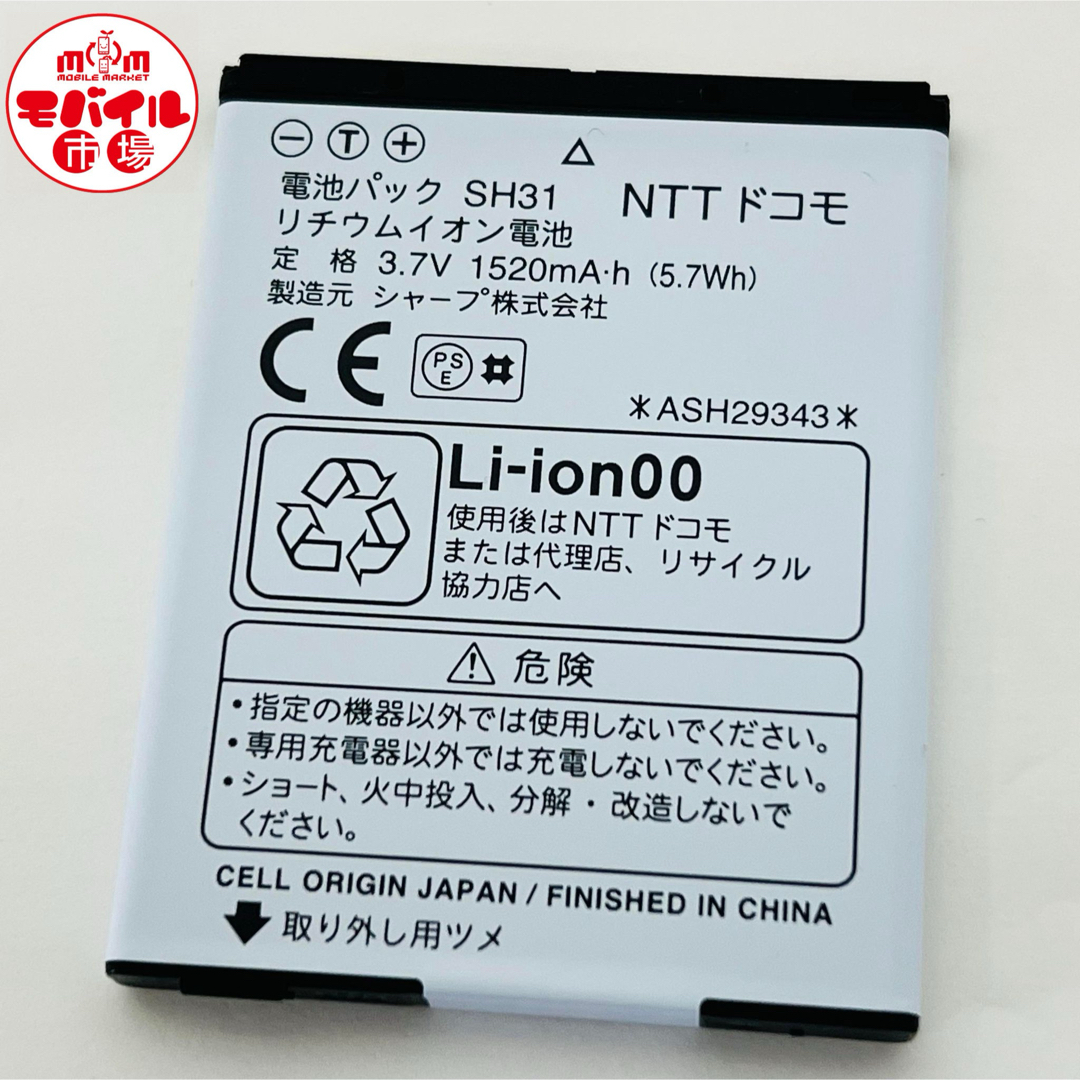 MOBILE MARKET
モバイル
市場
− T +
電池パック SH31 NTTドコモ
リチウムイオン電池
定 格 3.7V 1520mA·h (5.7Wh)
製造元 シャープ株式会社
CE PSE
*ASH29343*
Li-ion00
使用後はNTTドコモ
または代理店、リサイクル
協力店へ
危険
・指定の機器以外では使用しないでください。
・専用充電器以外では充電しないでください。
・ショート、火中投入、分解・改造しないで
ください。
CELL ORIGIN JAPAN / FINISHED IN CHINA
取り外し用ツメ